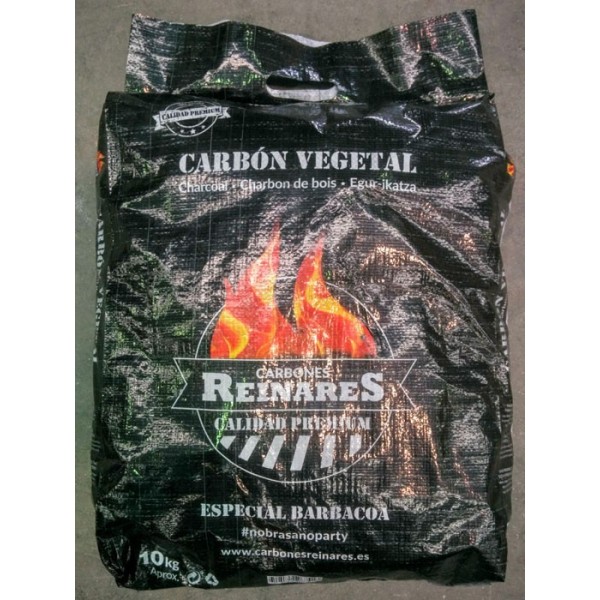 CALIDAD PREMIUM
CARBÓN VEGETAL
Charcoal • Charbon de bois • Egur-ikatza
CARBONES
REINARES
CALIDAD PREMIUM
ESPECIAL BARBACOA
#nobrasanoparty
www.carbonesreinares.es
10kg
Aprox.